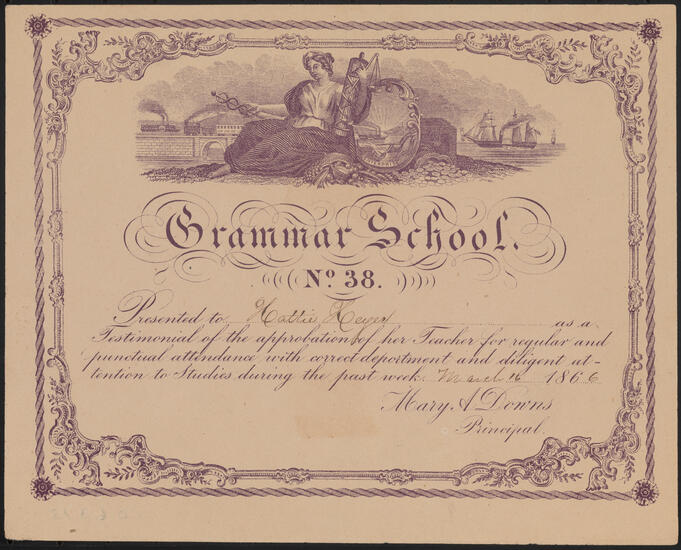 Grammar School.
No. 38.
Presented to Hattie Meyer as a
Testimonial of the approbation of her Teacher for regular and
punctual attendance with correct deportment and diligent at-
tention to Studies during the past week. March 16 1866
Mary A Downs
Principal.